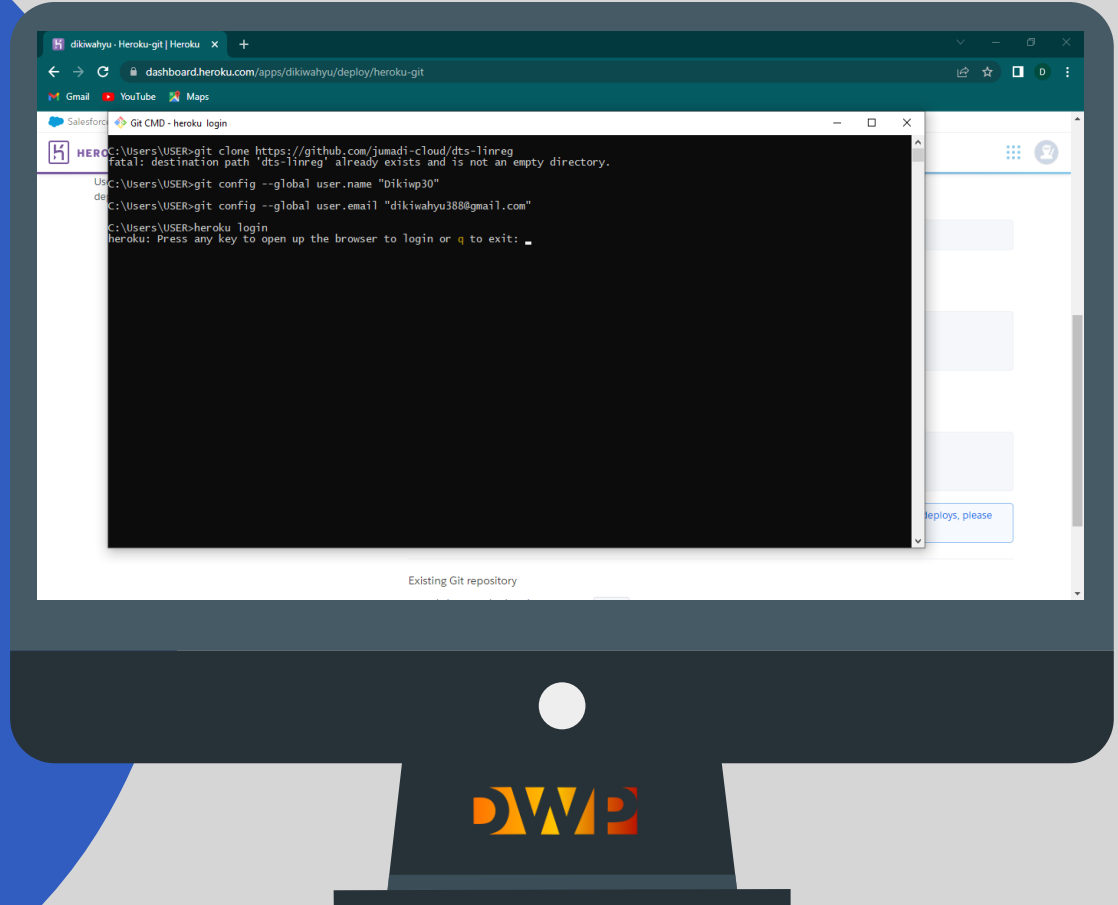 dikiwahyu · Heroku-git | Heroku
dashboard.heroku.com/apps/dikiwahyu/deploy/heroku-git
D
Gmail YouTube Maps
Salesforce
Git CMD - heroku login
HERO
C:\Users\USER>git clone https://github.com/jumadi-cloud/dts-linreg
fatal: destination path 'dts-linreg' already exists and is not an empty directory.
Us
de
C:\Users\USER>git config --global user.name "Dikiwp30"
C:\Users\USER>git config --global user.email "dikiwahyu388@gmail.com"
C:\Users\USER>heroku login
heroku: Press any key to open up the browser to login or q to exit:
deploys, please
Existing Git repository
DWP